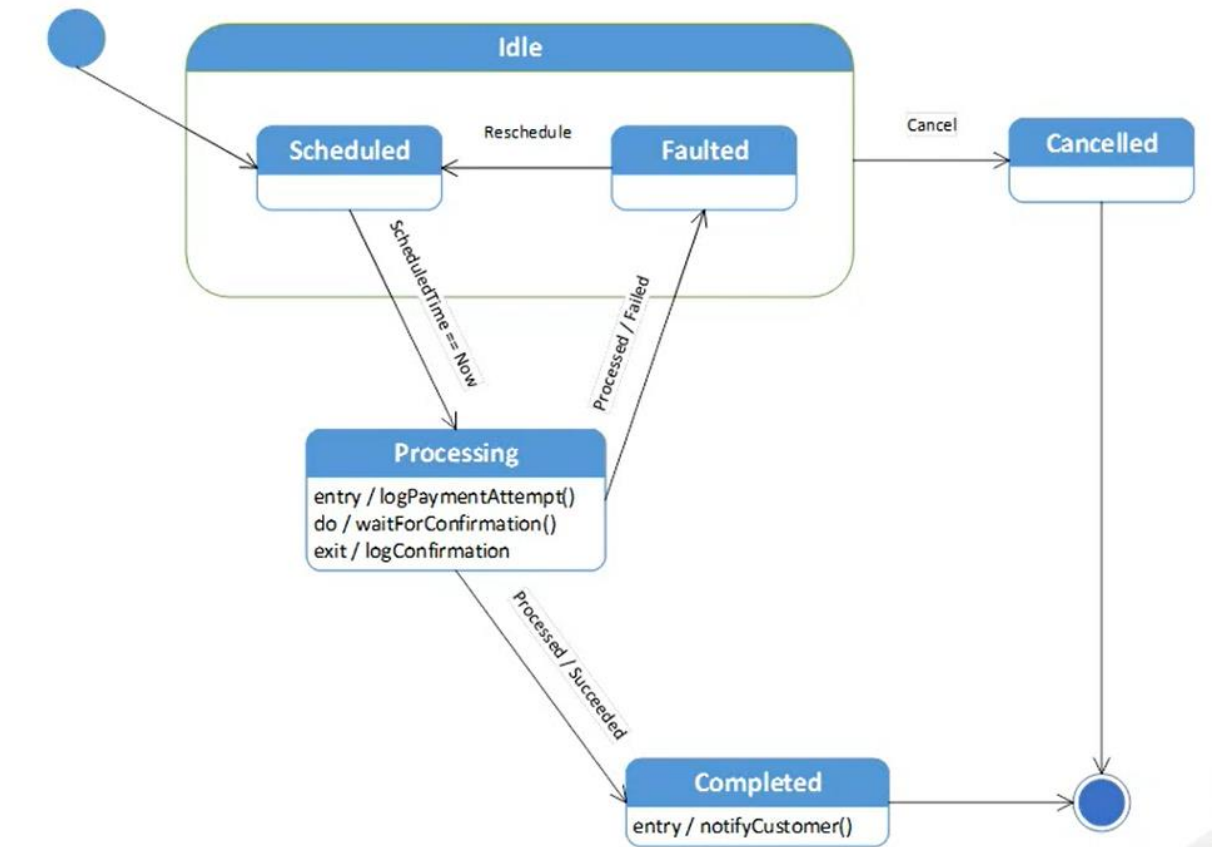 Idle
Scheduled
Reschedule
Faulted
Cancel
Cancelled
ScheduledTime == Now
Processed / Failed
Processing
entry / logPaymentAttempt()
do / waitForConfirmation()
exit / logConfirmation
Processed / Succeeded
Completed
entry / notifyCustomer()